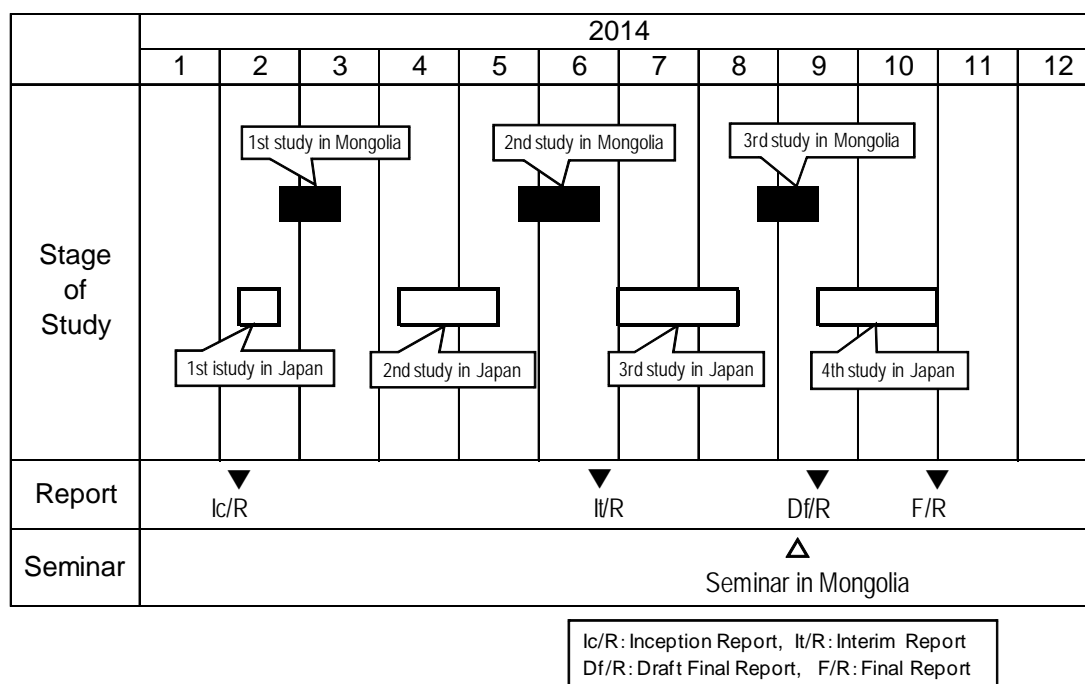 2014
1 2 3 4 5 6 7 8 9 10 11 12
Stage
of
Study
1st study in Mongolia
2nd study in Mongolia
3rd study in Mongolia
1st istudy in Japan
2nd study in Japan
3rd study in Japan
4th study in Japan
Report
Ic/R It/R Df/R F/R
Seminar
Seminar in Mongolia
Ic/R: Inception Report, It/R: Interim Report
Df/R: Draft Final Report, F/R: Final Report